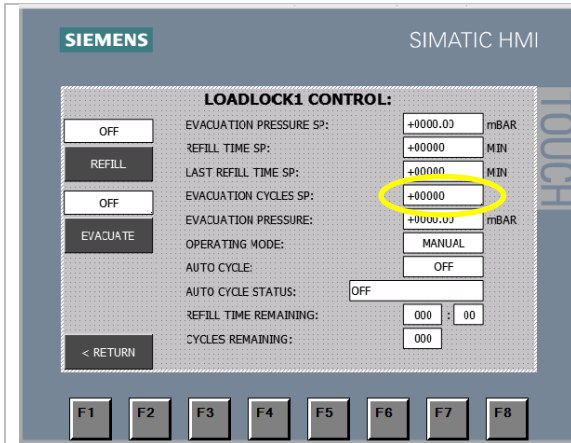 SIEMENS SIMATIC HMI
TOUCH
LOADLOCK1 CONTROL:
OFF
REFILL
OFF
EVACUATE
< RETURN
EVACUATION PRESSURE SP: +0000.00 mBAR
REFILL TIME SP: +00000 MIN
LAST REFILL TIME SP: +00000 MIN
EVACUATION CYCLES SP: +00000
EVACUATION PRESSURE: +0000.00 mBAR
OPERATING MODE: MANUAL
AUTO CYCLE: OFF
AUTO CYCLE STATUS: OFF
REFILL TIME REMAINING: 000 : 00
CYCLES REMAINING: 000
F1 F2 F3 F4 F5 F6 F7 F8